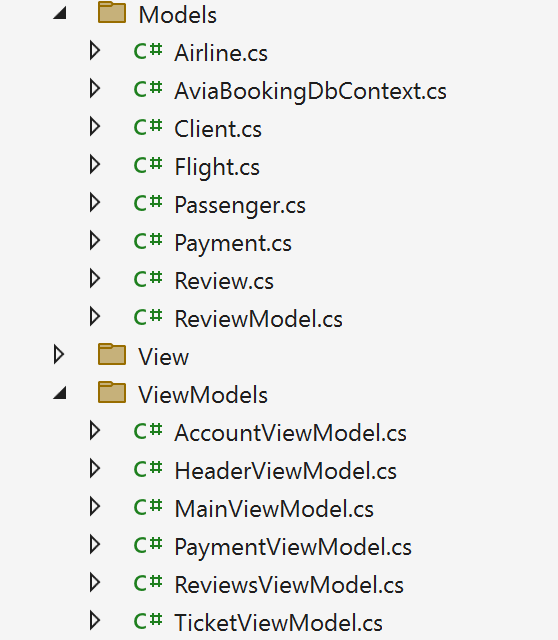 Models
C# Airline.cs
C# AviaBookingDbContext.cs
C# Client.cs
C# Flight.cs
C# Passenger.cs
C# Payment.cs
C# Review.cs
C# ReviewModel.cs
View
ViewModels
C# AccountViewModel.cs
C# HeaderViewModel.cs
C# MainViewModel.cs
C# PaymentViewModel.cs
C# ReviewsViewModel.cs
C# TicketViewModel.cs